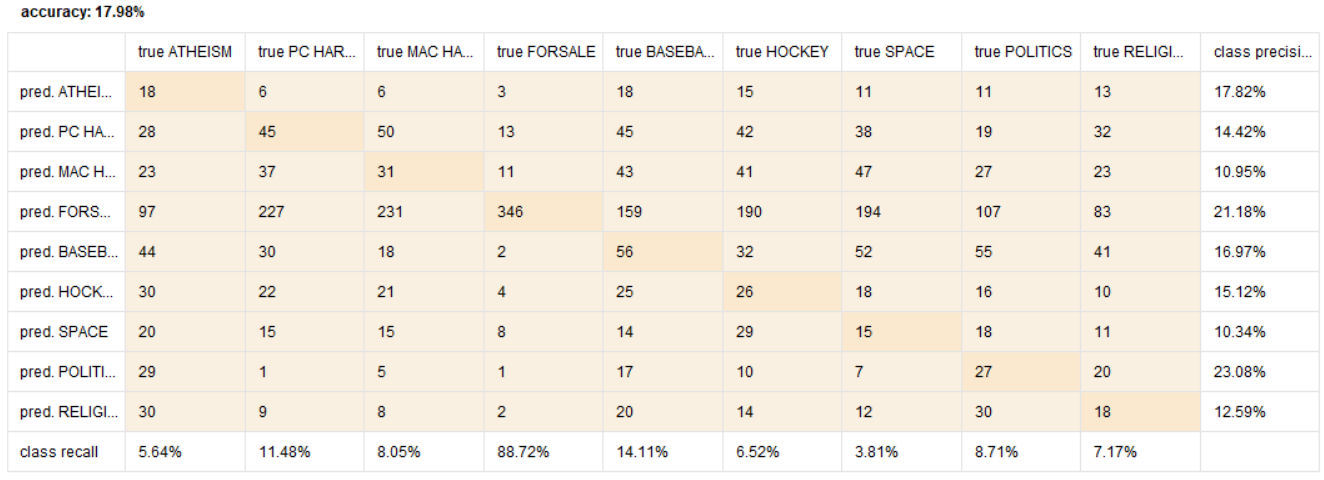 accuracy: 17.98%
true ATHEISM true PC HAR... true MAC HA... true FORSALE true BASEBA... true HOCKEY true SPACE true POLITICS true RELIGI... class precisi...
pred. ATHEI... 18 6 6 3 18 15 11 11 13 17.82%
pred. PC HA... 28 45 50 13 45 42 38 19 32 14.42%
pred. MAC H... 23 37 31 11 43 41 47 27 23 10.95%
pred. FORS... 97 227 231 346 159 190 194 107 83 21.18%
pred. BASEB... 44 30 18 2 56 32 52 55 41 16.97%
pred. HOCK... 30 22 21 4 25 26 18 16 10 15.12%
pred. SPACE 20 15 15 8 14 29 15 18 11 10.34%
pred. POLITI... 29 1 5 1 17 10 7 27 20 23.08%
pred. RELIGI... 30 9 8 2 20 14 12 30 18 12.59%
class recall 5.64% 11.48% 8.05% 88.72% 14.11% 6.52% 3.81% 8.71% 7.17%